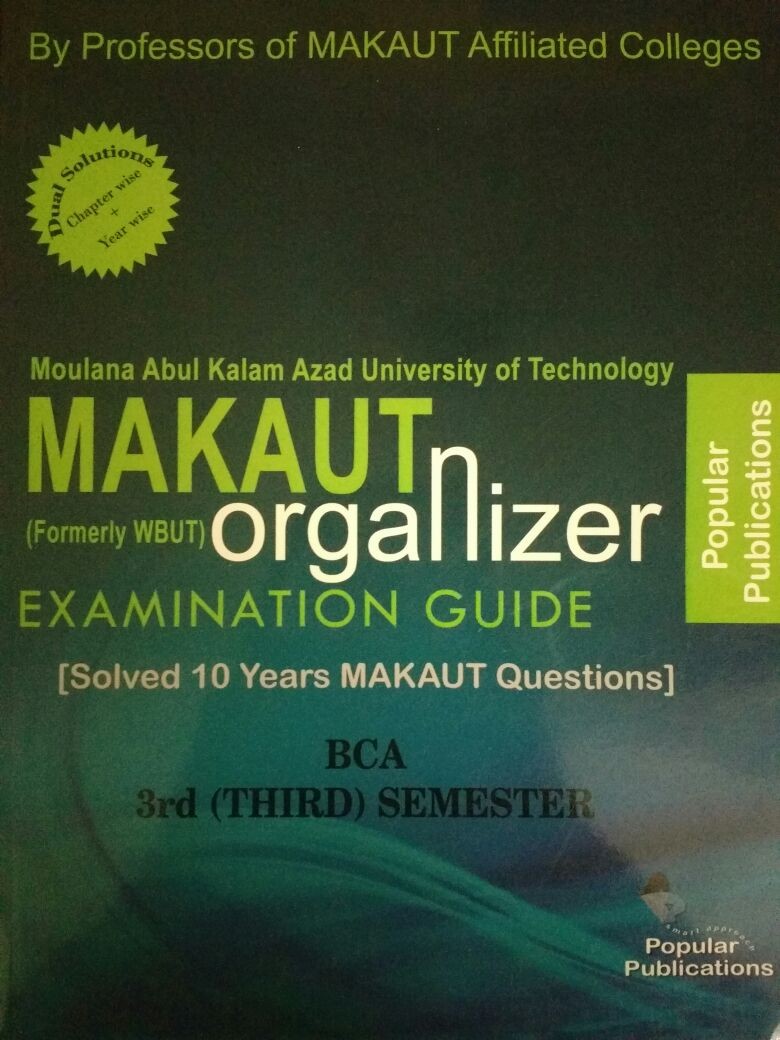 By Professors of MAKAUT Affiliated Colleges
Dual Solutions
Chapter wise
+
Year wise
Moulana Abul Kalam Azad University of Technology
MAKAUT
(Formerly WBUT)
organizer
EXAMINATION GUIDE
[Solved 10 Years MAKAUT Questions]
Popular
Publications
BCA
3rd (THIRD) SEMESTER
smart approach
Popular
Publications